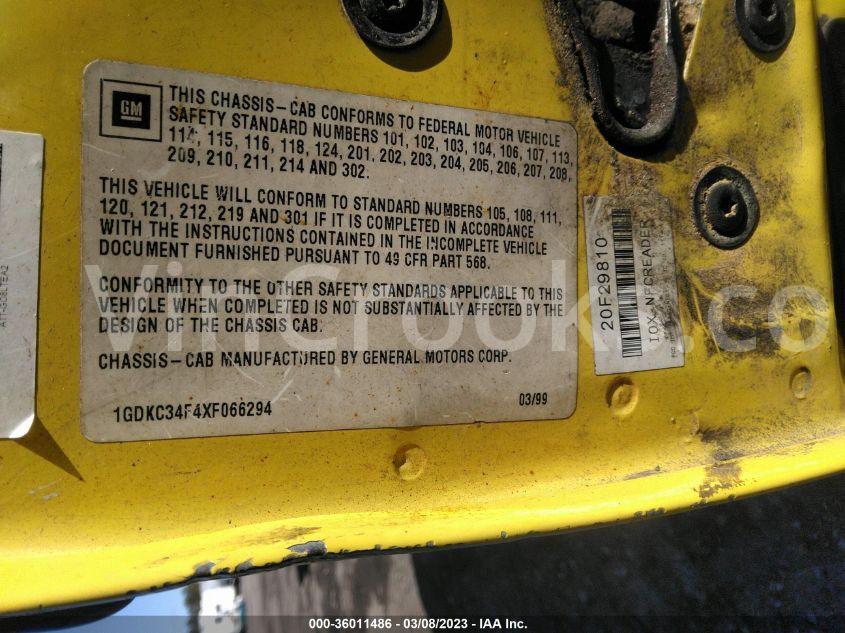 GM
THIS CHASSIS-CAB CONFORMS TO FEDERAL MOTOR VEHICLE
SAFETY STANDARD NUMBERS 101, 102, 103, 104, 106, 107, 113,
114, 115, 116, 118, 124, 201, 202, 203, 204, 205, 206, 207, 208,
209, 210, 211, 214 AND 302.
THIS VEHICLE WILL CONFORM TO STANDARD NUMBERS 105, 108, 111,
120, 121, 212, 219 AND 301 IF IT IS COMPLETED IN ACCORDANCE
WITH THE INSTRUCTIONS CONTAINED IN THE INCOMPLETE VEHICLE
DOCUMENT FURNISHED PURSUANT TO 49 CFR PART 568.
CONFORMITY TO THE OTHER SAFETY STANDARDS APPLICABLE TO THIS
VEHICLE WHEN COMPLETED IS NOT SUBSTANTIALLY AFFECTED BY THE
DESIGN OF THE CHASSIS CAB.
CHASSIS-CAB MANUFACTURED BY GENERAL MOTORS CORP.
1GDKC34F4XF066294 03/99
20F29810
IOX NFCREADER
000-36011486 - 03/08/2023 - IAA Inc.